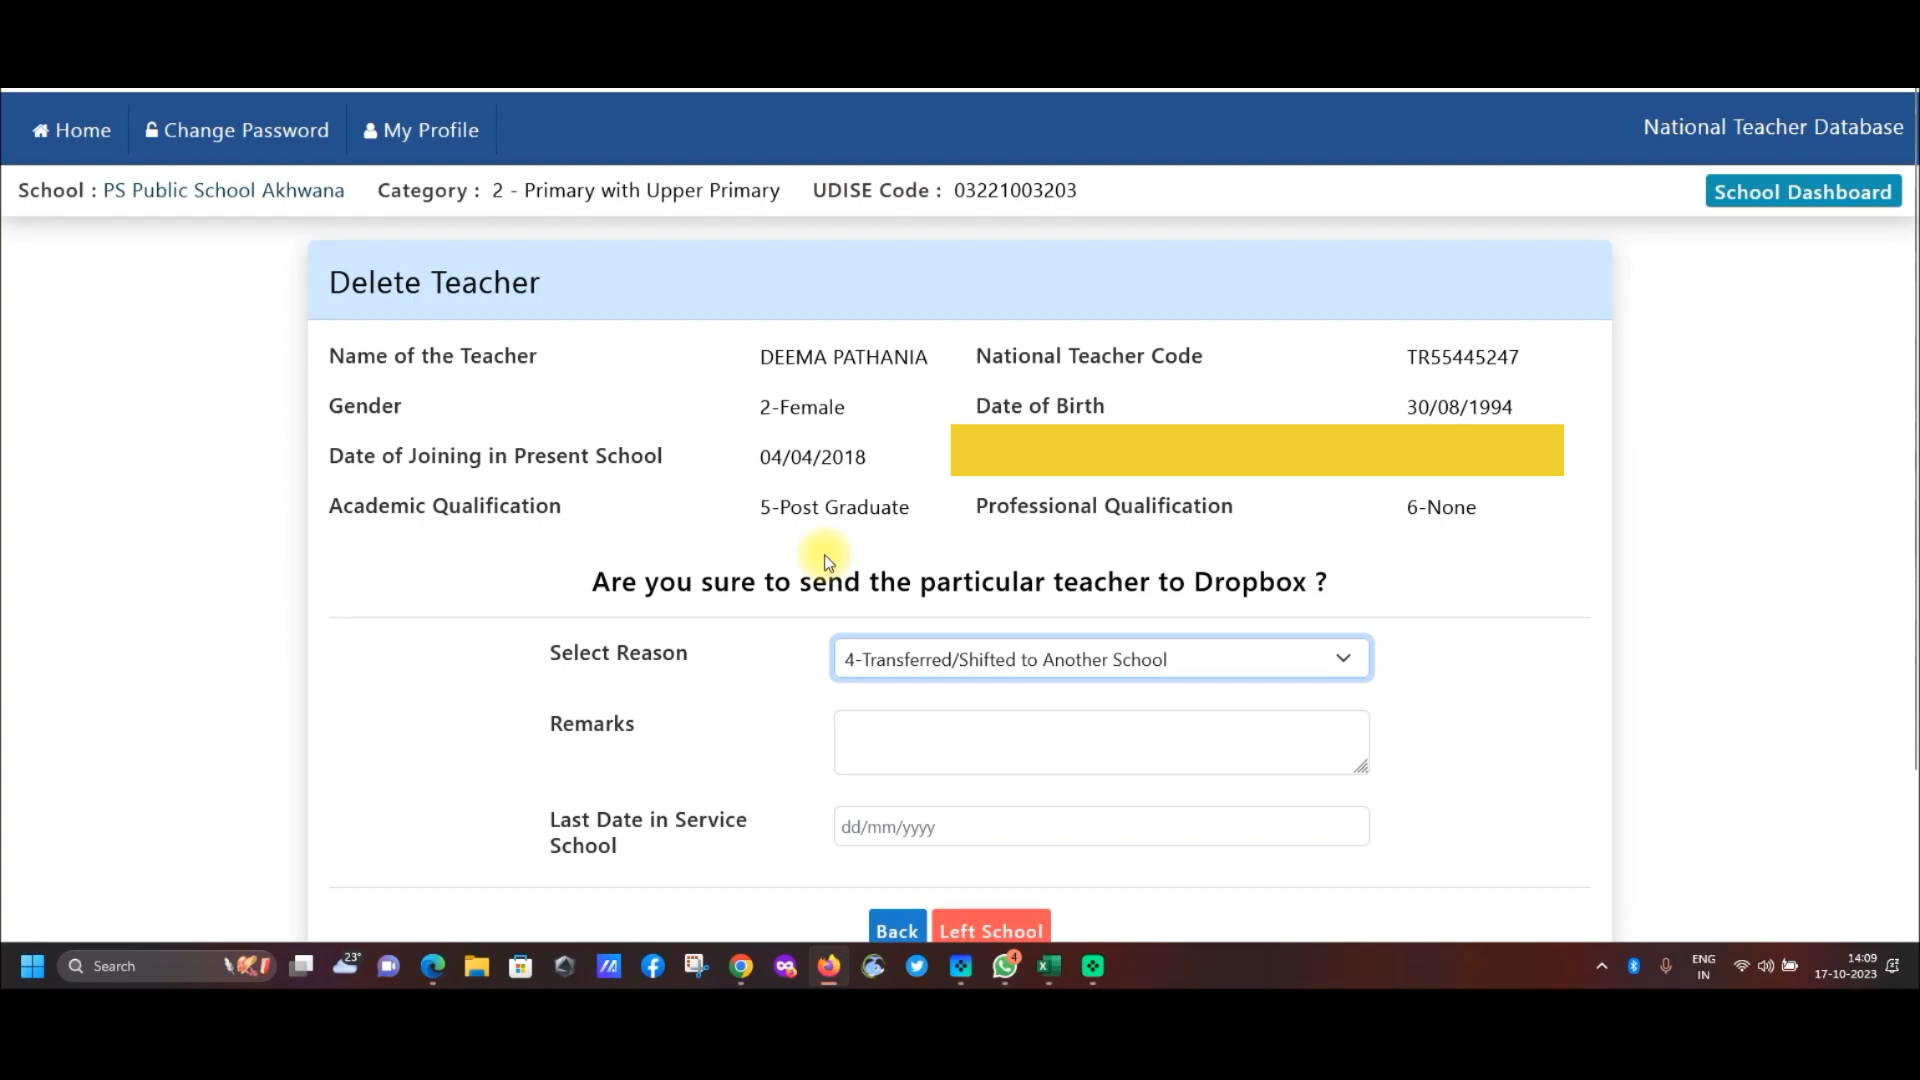 Home Change Password My Profile National Teacher Database
School : PS Public School Akhwana Category : 2 - Primary with Upper Primary UDISE Code : 03221003203 School Dashboard
Delete Teacher
Name of the Teacher DEEMA PATHANIA National Teacher Code TR55445247
Gender 2-Female Date of Birth 30/08/1994
Date of Joining in Present School 04/04/2018
Academic Qualification 5-Post Graduate Professional Qualification 6-None
Are you sure to send the particular teacher to Dropbox ?
Select Reason 4-Transferred/Shifted to Another School
Remarks
Last Date in Service School dd/mm/yyyy
Back Left School
Search 23° 4 ENG IN 14:09 17-10-2023